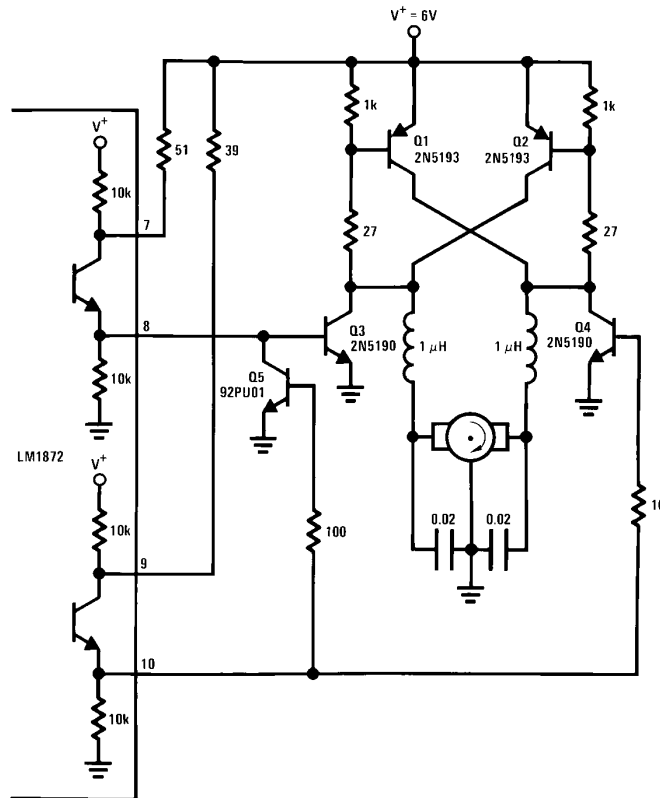 V+ = 6V
1k
Q1
2N5193
Q2
2N5193
1k
V+
51
39
10k
7
27
27
8
Q3
2N5190
1 μH
1 μH
Q4
2N5190
10k
Q5
92PU01
LM1872
V+
10k
0.02
0.02
100
9
10
10k